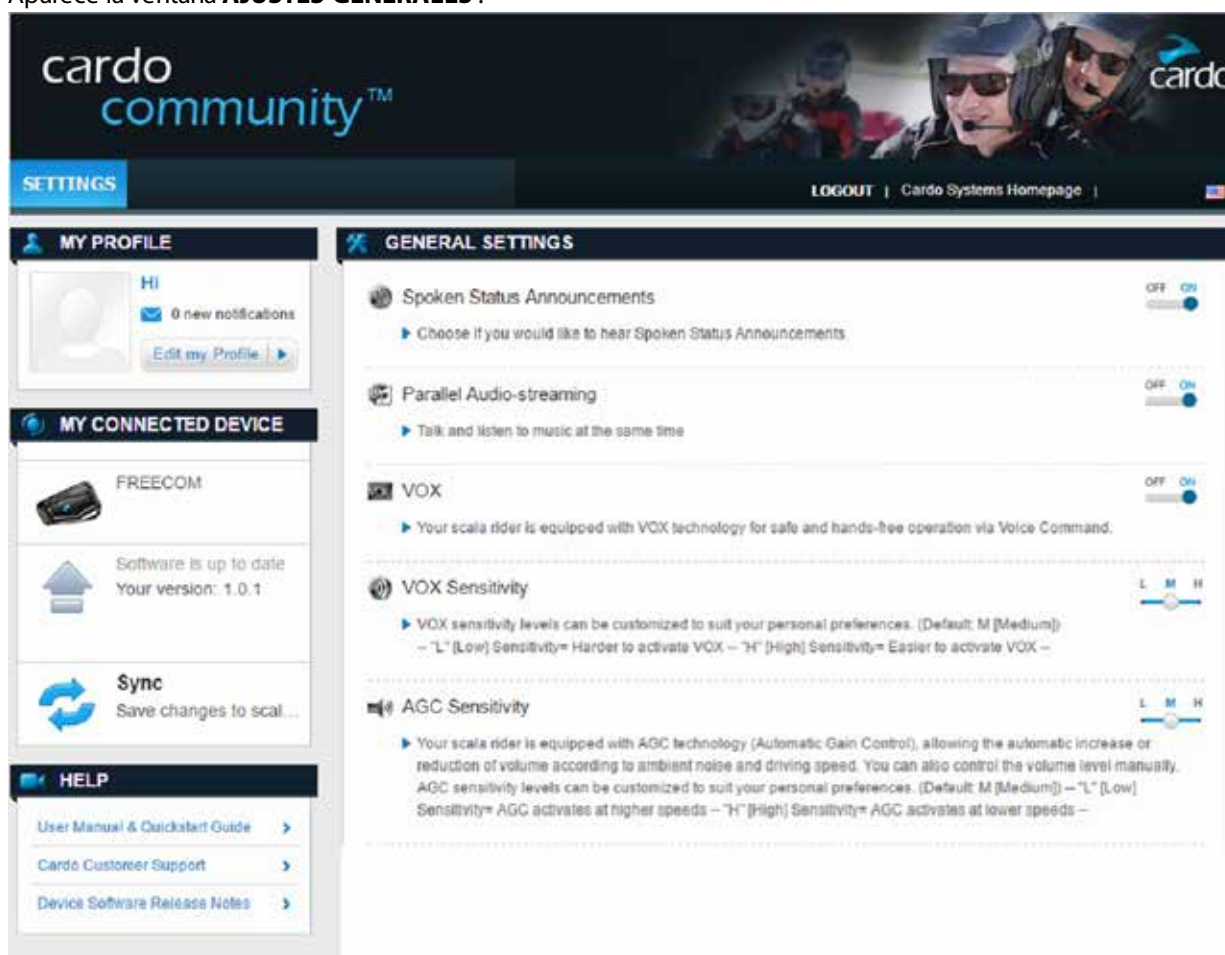 Aparece la ventana AJUSTES GENERALES:
cardo
community™
cardo
SETTINGS
LOGOUT | Cardo Systems Homepage |
MY PROFILE
Hi
0 new notifications
Edit my Profile
MY CONNECTED DEVICE
FREECOM
Software is up to date
Your version: 1.0.1
Sync
Save changes to scal...
HELP
User Manual & Quickstart Guide
Cardo Customer Support
Device Software Release Notes
GENERAL SETTINGS
Spoken Status Announcements
OFF ON
Choose if you would like to hear Spoken Status Announcements
Parallel Audio-streaming
OFF ON
Talk and listen to music at the same time
VOX
OFF ON
Your scala rider is equipped with VOX technology for safe and hands-free operation via Voice Command.
VOX Sensitivity
L M H
VOX sensitivity levels can be customized to suit your personal preferences. (Default: M [Medium])
-- "L" [Low] Sensitivity= Harder to activate VOX -- "H" [High] Sensitivity= Easier to activate VOX --
AGC Sensitivity
L M H
Your scala rider is equipped with AGC technology (Automatic Gain Control), allowing the automatic increase or
reduction of volume according to ambient noise and driving speed. You can also control the volume level manually.
AGC sensitivity levels can be customized to suit your personal preferences. (Default: M [Medium]) -- "L" [Low]
Sensitivity= AGC activates at higher speeds -- "H" [High] Sensitivity= AGC activates at lower speeds --